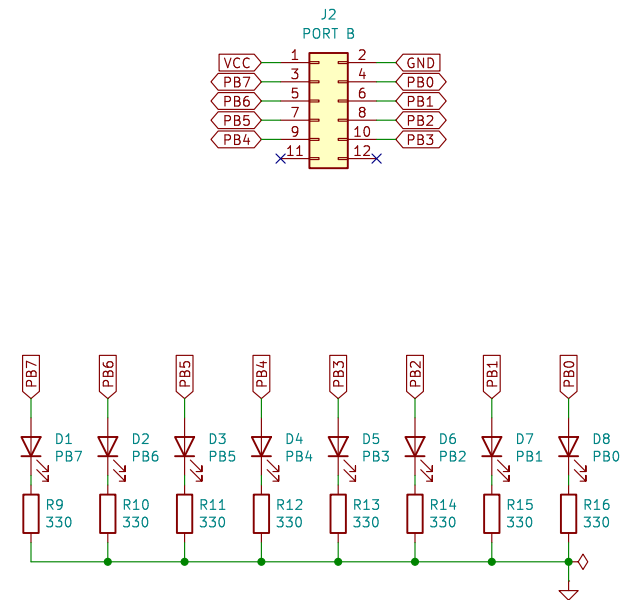 J2
PORT B
VCC 1 2 GND
PB7 3 4 PB0
PB6 5 6 PB1
PB5 7 8 PB2
PB4 9 10 PB3
11 12
PB7 PB6 PB5 PB4 PB3 PB2 PB1 PB0
D1 D2 D3 D4 D5 D6 D7 D8
PB7 PB6 PB5 PB4 PB3 PB2 PB1 PB0
R9 R10 R11 R12 R13 R14 R15 R16
330 330 330 330 330 330 330 330